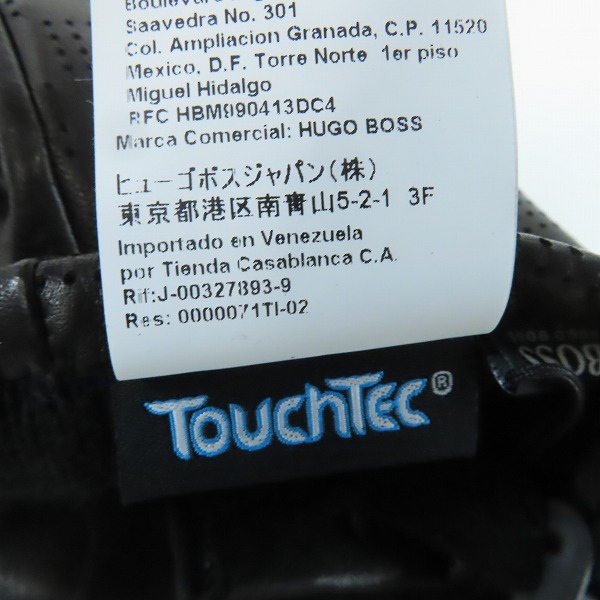 Saavedra No. 301
Col. Ampliacion Granada, C.P. 11520
Mexico, D.F. Torre Norte 1er piso
Miguel Hidalgo
RFC HBM990413DC4
Marca Comercial: HUGO BOSS
ヒューゴボスジャパン(株)
東京都港区南青山5-2-1 3F
Importado en Venezuela
por Tienda Casablanca C.A.
Rif:J-00327893-9
Res: 0000071TI-02
TOUCHTEC®
BOSS